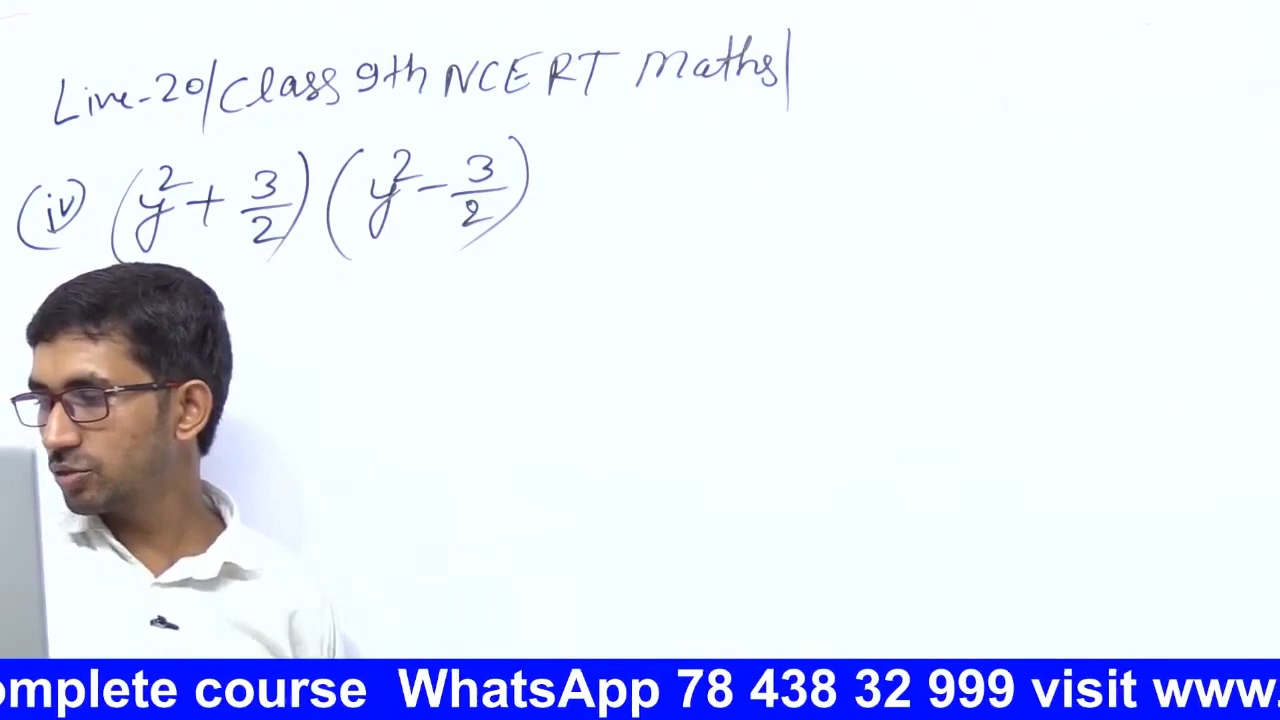 Live-20/Class 9th NCERT Maths|
(iv) (y² + 3/2) (y² - 3/2)
omplete course WhatsApp 78 438 32 999 visit www.